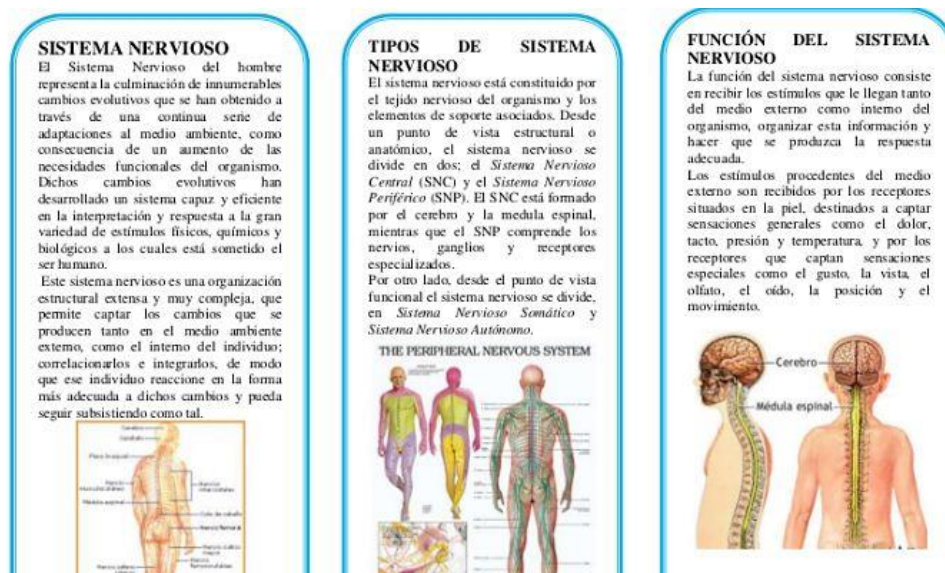 SISTEMA NERVIOSO
El Sistema Nervioso del hombre
representa la culminación de innumerables
cambios evolutivos que se han obtenido a
través de una continua serie de
adaptaciones al medio ambiente, como
consecuencia de un aumento de las
necesidades funcionales del organismo.
Dichos cambios evolutivos han
desarrollado un sistema capaz y eficiente
en la interpretación y respuesta a la gran
variedad de estímulos físicos, químicos y
biológicos a los cuales está sometido el
ser humano.
Este sistema nervioso es una organización
estructural extensa y muy compleja, que
permite captar los cambios que se
producen tanto en el medio ambiente
externo, como el interno del individuo;
correlacionarlos e integrarlos, de modo
que ese individuo reaccione en la forma
más adecuada a dichos cambios y pueda
seguir subsistiendo como tal.
Cerebro
Cerebelo
Plexo braquial
Médula espinal
Cola de caballo
Nervio femoral
TIPOS DE SISTEMA
NERVIOSO
El sistema nervioso está constituido por
el tejido nervioso del organismo y los
elementos de soporte asociados. Desde
un punto de vista estructural o
anatómico, el sistema nervioso se
divide en dos; el Sistema Nervioso
Central (SNC) y el Sistema Nervioso
Periférico (SNP). El SNC está formado
por el cerebro y la medula espinal,
mientras que el SNP comprende los
nervios, ganglios y receptores
especializados.
Por otro lado, desde el punto de vista
funcional el sistema nervioso se divide,
en Sistema Nervioso Somático y
Sistema Nervioso Autónomo.
THE PERIPHERAL NERVOUS SYSTEM
FUNCIÓN DEL SISTEMA
NERVIOSO
La función del sistema nervioso consiste
en recibir los estímulos que le llegan tanto
del medio externo como interno del
organismo, organizar esta información y
hacer que se produzca la respuesta
adecuada.
Los estímulos procedentes del medio
externo son recibidos por los receptores
situados en la piel, destinados a captar
sensaciones generales como el dolor,
tacto, presión y temperatura, y por los
receptores que captan sensaciones
especiales como el gusto, la vista, el
olfato, el oído, la posición y el
movimiento.
Cerebro
Médula espinal